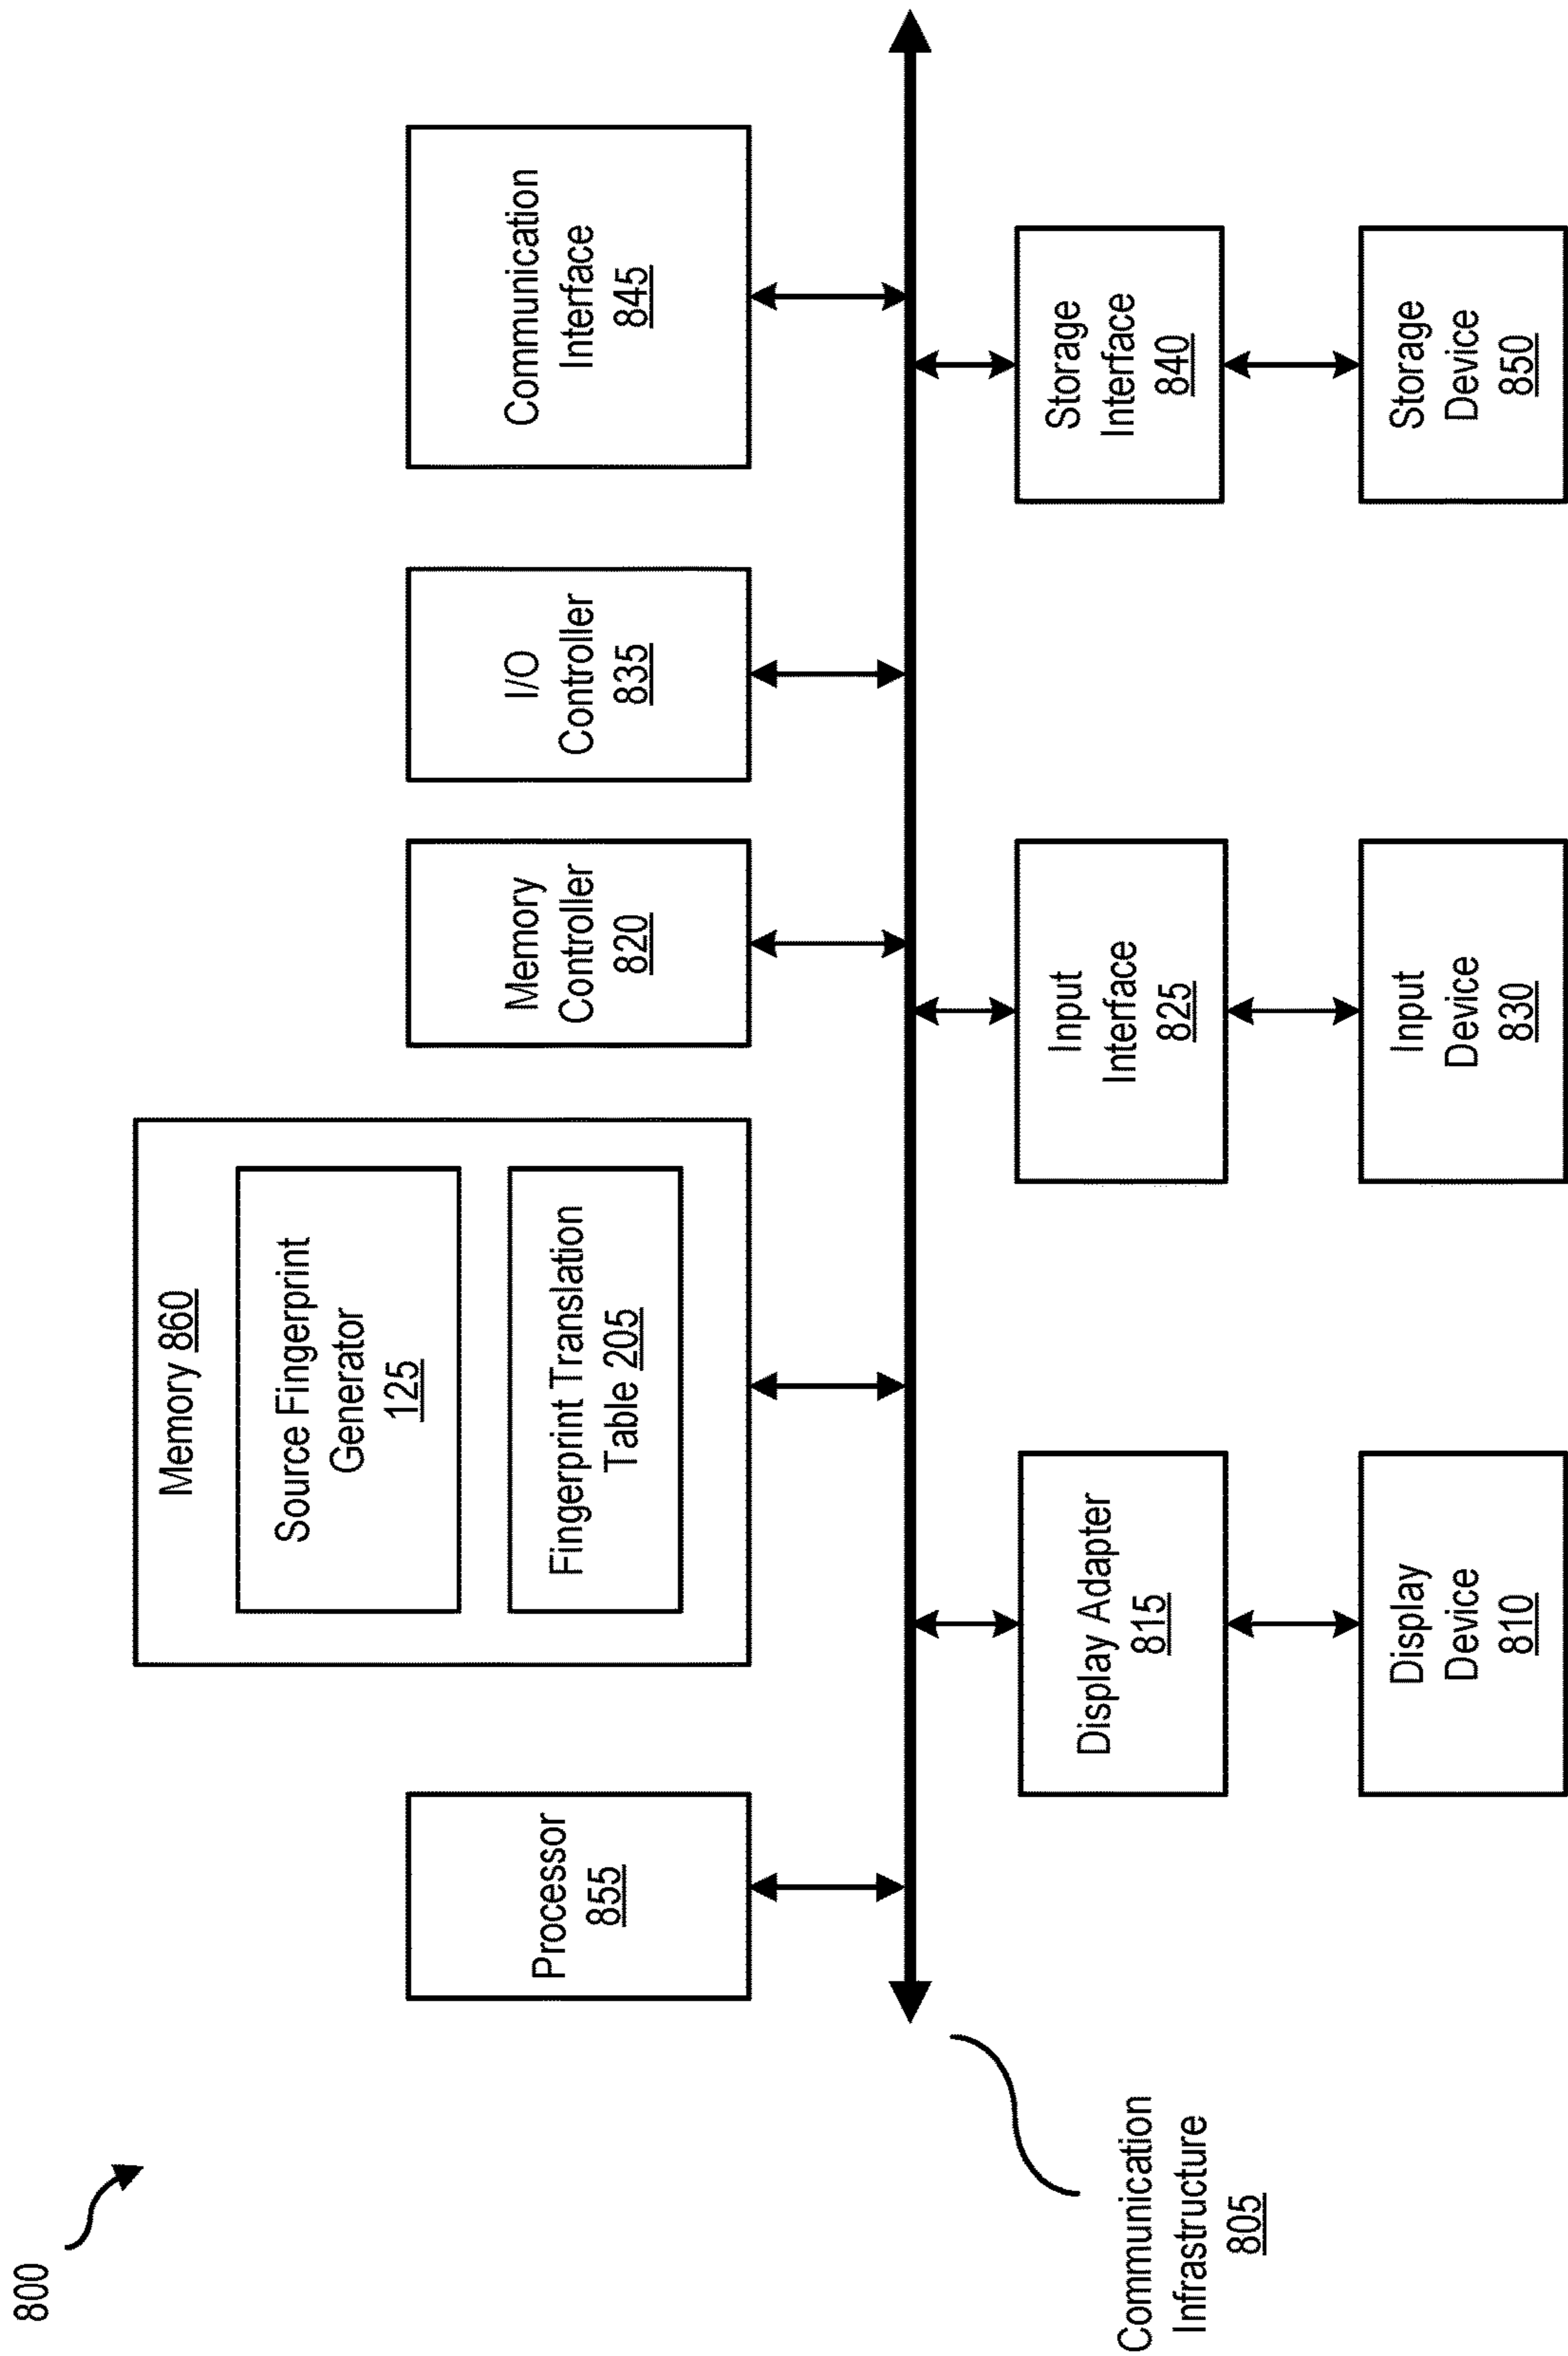 800
Processor
855
Memory 860
Source Fingerprint
Generator
125
Fingerprint Translation
Table 205
Memory
Controller
820
I/O
Controller
835
Communication
Interface
845
Communication
Infrastructure
805
Display Adapter
815
Input
Interface
825
Storage
Interface
840
Display
Device
810
Input
Device
830
Storage
Device
850